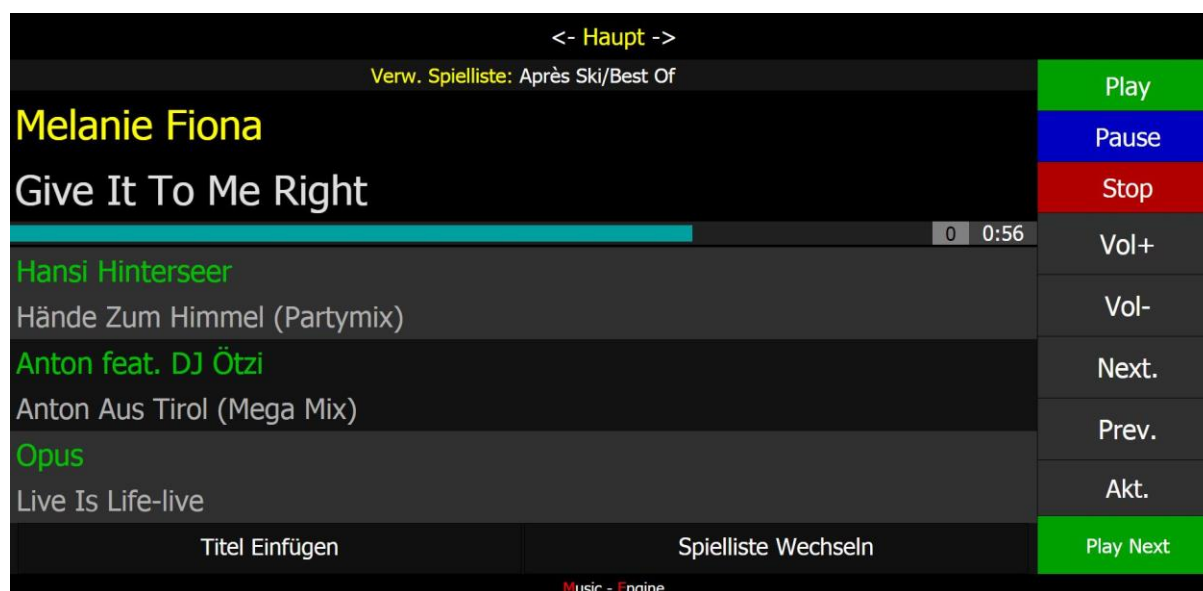 <- Haupt ->
Verw. Spielliste: Après Ski/Best Of
Melanie Fiona
Give It To Me Right
0 0:56
Hansi Hinterseer
Hände Zum Himmel (Partymix)
Anton feat. DJ Ötzi
Anton Aus Tirol (Mega Mix)
Opus
Live Is Life-live
Titel Einfügen
Spielliste Wechseln
Play
Pause
Stop
Vol+
Vol-
Next.
Prev.
Akt.
Play Next
Music - Engine